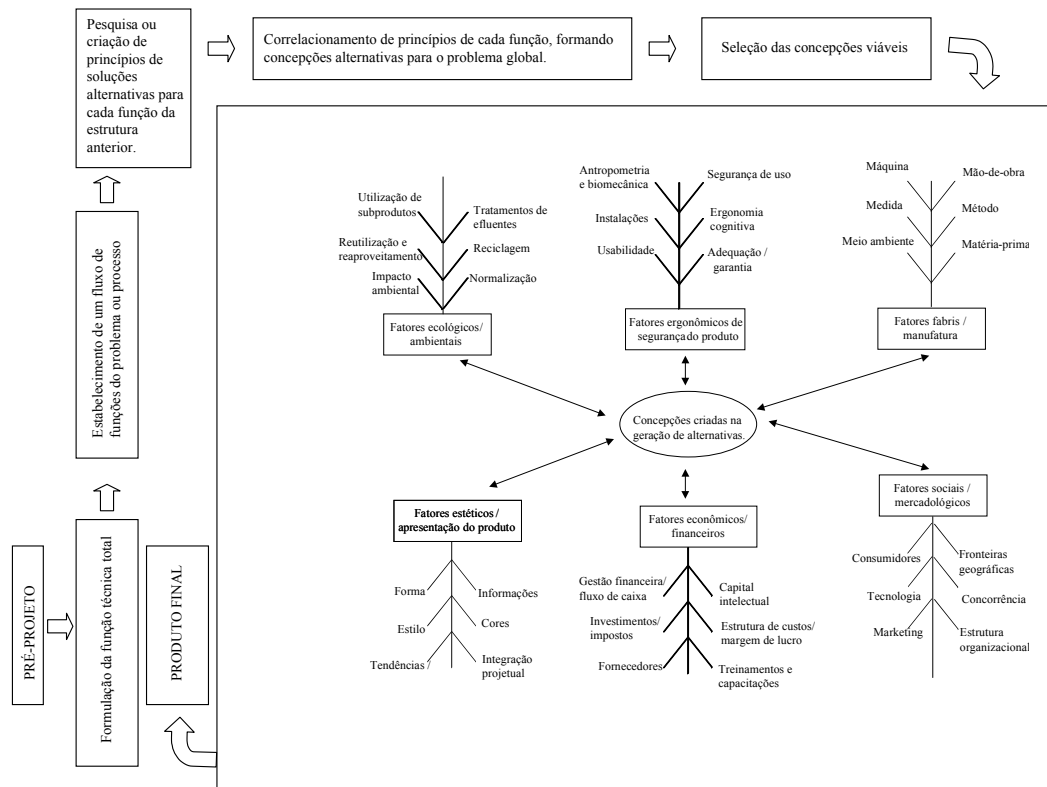 Pesquisa ou
criação de
princípios de
soluções
alternativas para
cada função da
estrutura
anterior.
Correlacionamento de princípios de cada função, formando
concepções alternativas para o problema global.
Seleção das concepções viáveis
Estabelecimento de um fluxo de
funções do problema ou processo
Formulação da função técnica total
PRÉ-PROJETO
PRODUTO FINAL
Utilização de
subprodutos
Tratamentos de
efluentes
Reutilização e
reaproveitamento
Reciclagem
Impacto
ambiental
Normalização
Fatores ecológicos/
ambientais
Antropometria
e biomecânica
Segurança de uso
Instalações
Ergonomia
cognitiva
Usabilidade
Adequação /
garantia
Fatores ergonômicos de
segurança do produto
Máquina
Mão-de-obra
Medida
Método
Meio ambiente
Matéria-prima
Fatores fabris /
manufatura
Concepções criadas na
geração de alternativas.
Fatores estéticos /
apresentação do produto
Forma
Informações
Estilo
Cores
Tendências /
Integração
projetual
Fatores econômicos/
financeiros
Gestão financeira/
fluxo de caixa
Capital
intelectual
Investimentos/
impostos
Estrutura de custos/
margem de lucro
Fornecedores
Treinamentos e
capacitações
Fatores sociais /
mercadológicos
Consumidores
Fronteiras
geográficas
Tecnologia
Concorrência
Marketing
Estrutura
organizacional